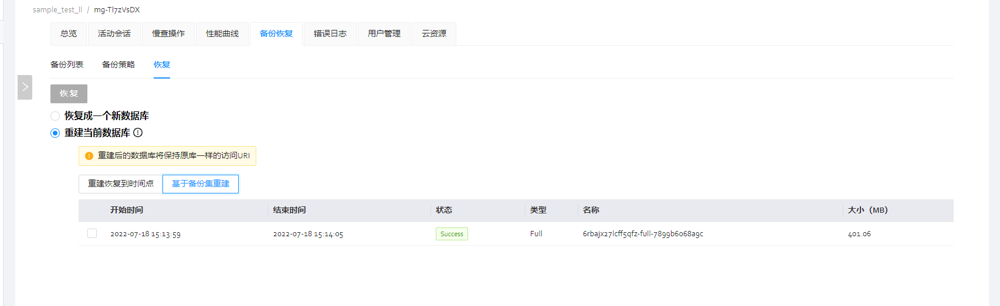 sample_test_ll / mg-Tl7zVsDX
总览 活动会话 慢查操作 性能曲线 备份恢复 错误日志 用户管理 云资源
备份列表 备份策略 恢复
恢复
恢复成一个新数据库
重建当前数据库
重建后的数据库将保持原库一样的访问URI
重建恢复到时间点 基于备份集重建
开始时间 结束时间 状态 类型 名称 大小（MB）
2022-07-18 15:13:59 2022-07-18 15:14:05 Success Full 6rbajx27lcff5qfz-full-7899b6068a9c 401.06